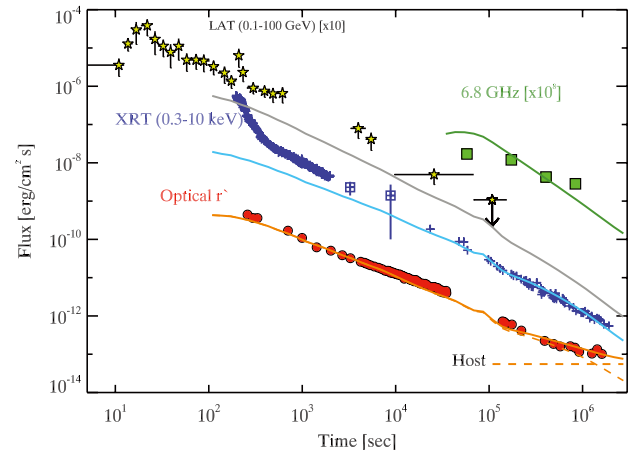 LAT (0.1-100 GeV) [x10]
6.8 GHz [x10⁸]
XRT (0.3-10 keV)
Optical r`
Host
Flux [erg/cm² s]
10⁻⁴
10⁻⁶
10⁻⁸
10⁻¹⁰
10⁻¹²
10⁻¹⁴
10¹ 10² 10³ 10⁴ 10⁵ 10⁶
Time [sec]